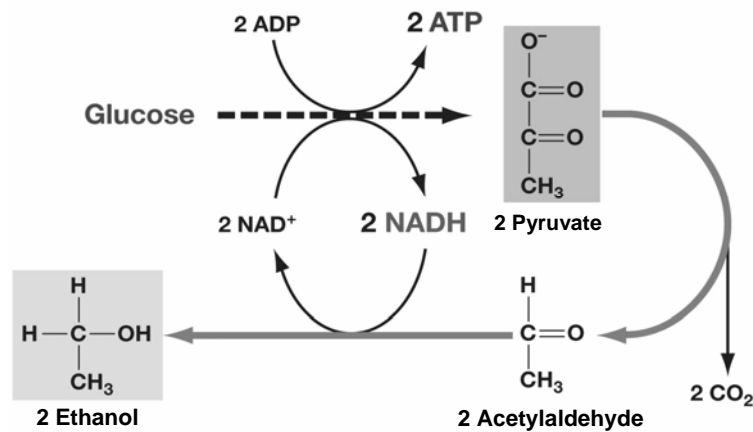 2 ADP
2 ATP
Glucose
O⁻
C=O
C=O
CH₃
2 NAD⁺
2 NADH
2 Pyruvate
H
H—C—OH
CH₃
2 Ethanol
H
C=O
CH₃
2 Acetylaldehyde
2 CO₂